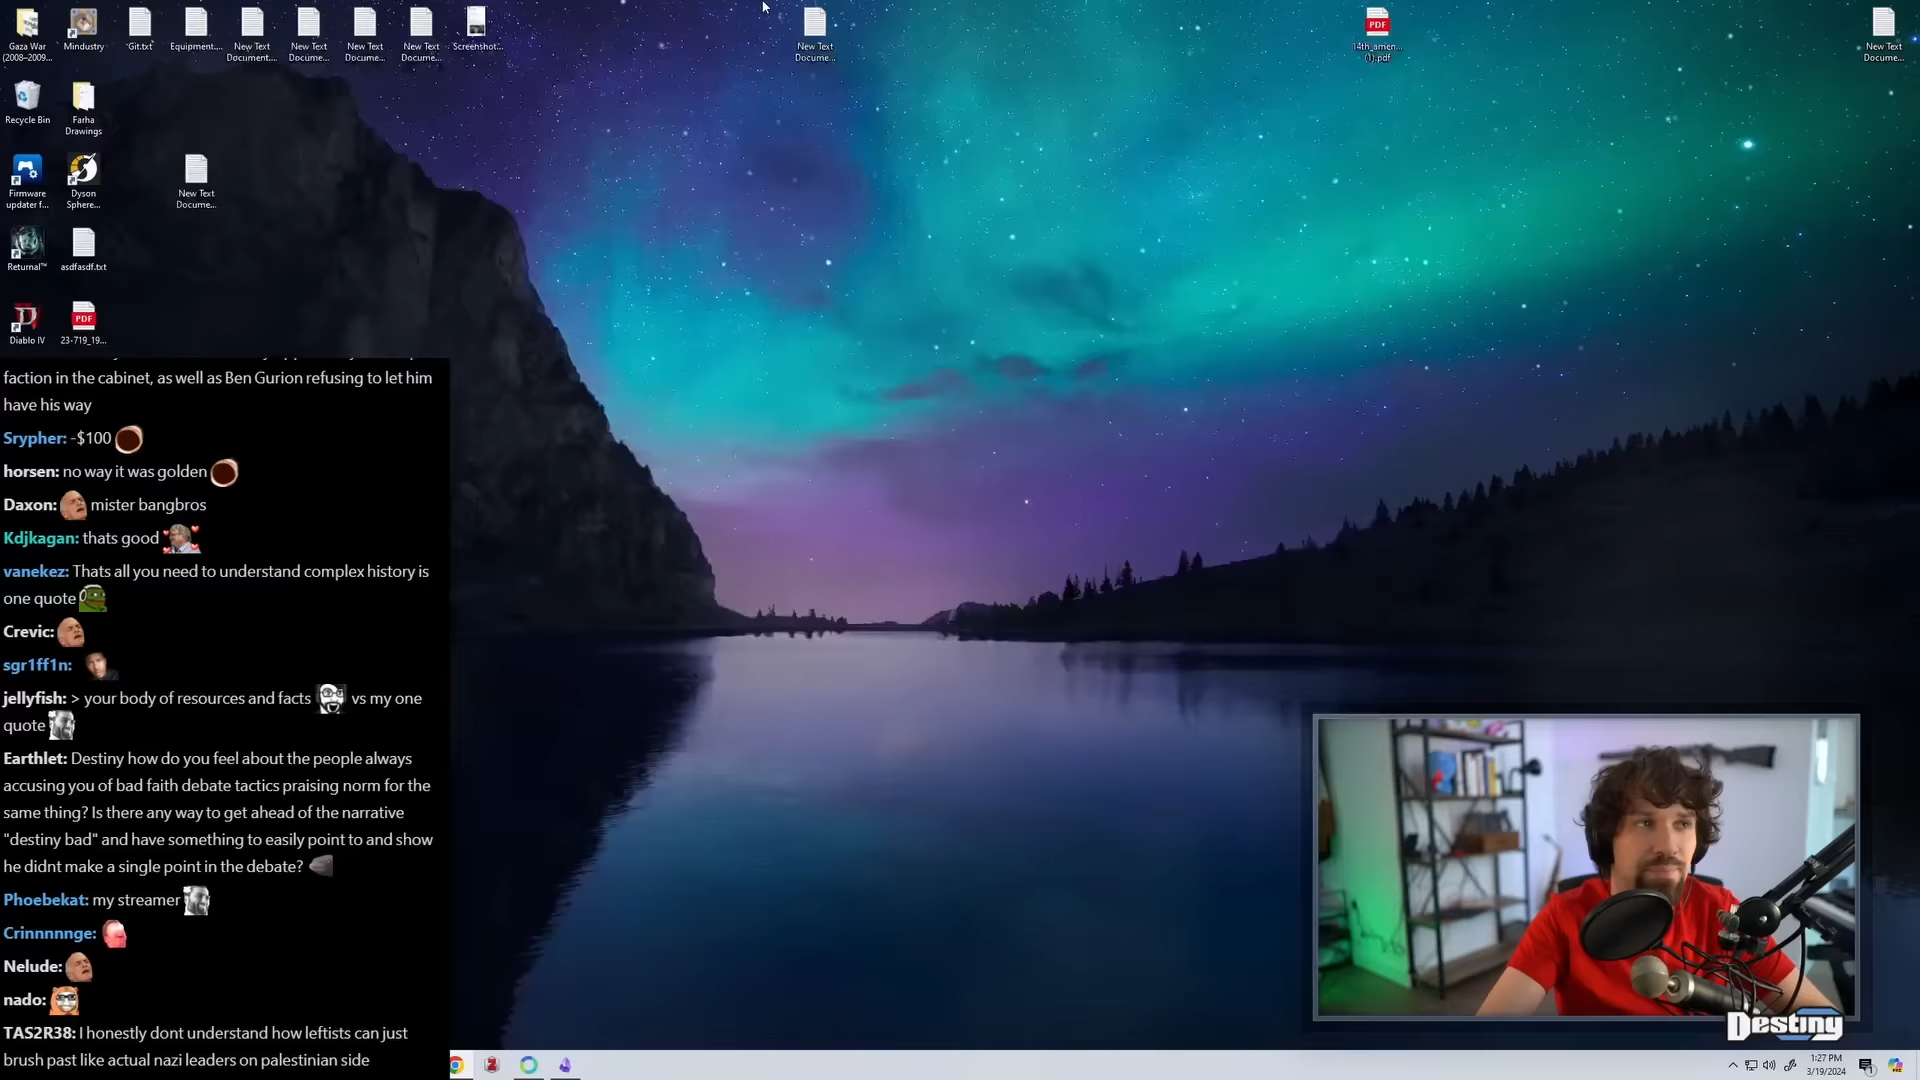 Gaza War
(2008–2009...
Mindustry
Git.txt
Equipment....
New Text
Document....
New Text
Docume...
New Text
Docume...
New Text
Docume...
Screenshot...
New Text
Docume...
PDF
14th_amen...
(1).pdf
New Text
Docume...
Recycle Bin
Farha
Drawings
Firmware
updater f...
Dyson
Sphere...
New Text
Docume...
Returnal™
asdfasdf.txt
Diablo IV
PDF
23-719_19...
faction in the cabinet, as well as Ben Gurion refusing to let him
have his way
Srypher: -$100
horsen: no way it was golden
Daxon: mister bangbros
Kdjkagan: thats good
vanekez: Thats all you need to understand complex history is
one quote
Crevic:
sgr1ff1n:
jellyfish: > your body of resources and facts vs my one
quote
Earthlet: Destiny how do you feel about the people always
accusing you of bad faith debate tactics praising norm for the
same thing? Is there any way to get ahead of the narrative
"destiny bad" and have something to easily point to and show
he didnt make a single point in the debate?
Phoebekat: my streamer
Crinnnnnge:
Nelude:
nado:
TAS2R38: I honestly dont understand how leftists can just
brush past like actual nazi leaders on palestinian side
Destiny
1:27 PM
3/19/2024